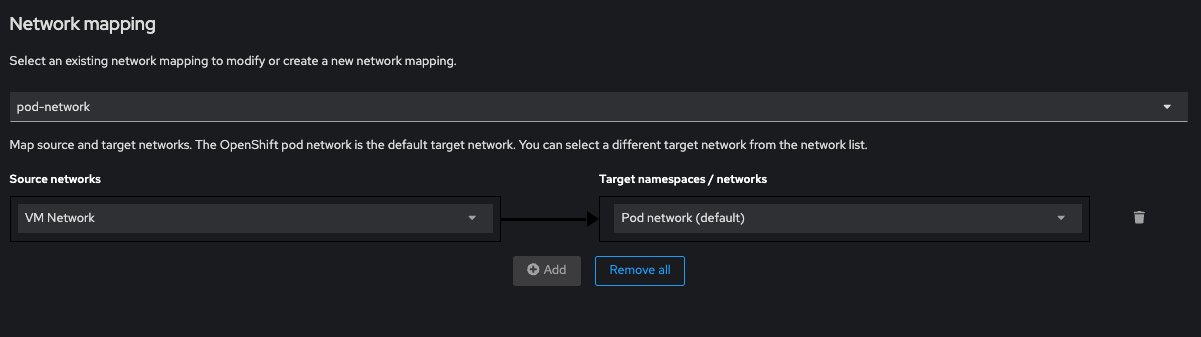 Network mapping
Select an existing network mapping to modify or create a new network mapping.
pod-network
Map source and target networks. The OpenShift pod network is the default target network. You can select a different target network from the network list.
Source networks
Target namespaces / networks
VM Network
Pod network (default)
Add
Remove all